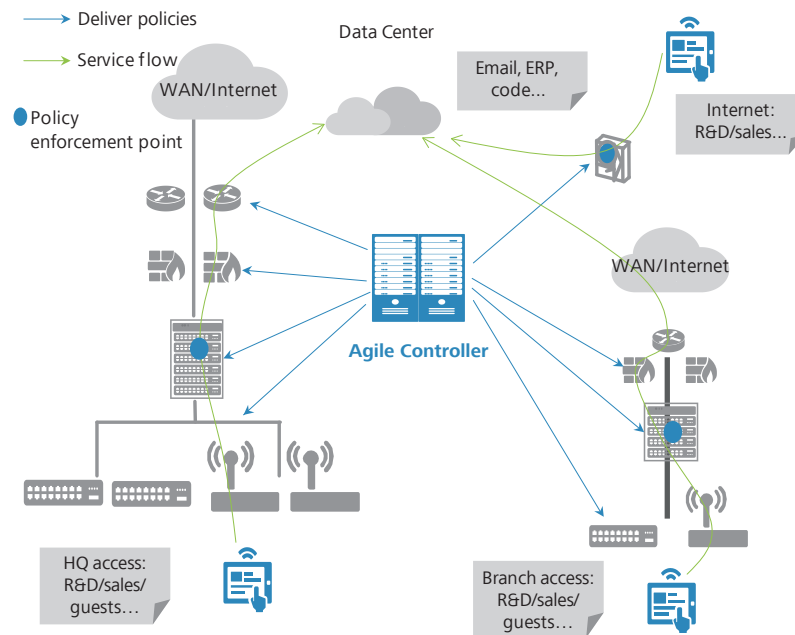 Deliver policies
Service flow
Policy
enforcement point
WAN/Internet
Data Center
Email, ERP,
code...
Internet:
R&D/sales...
WAN/Internet
Agile Controller
HQ access:
R&D/sales/
guests...
Branch access:
R&D/sales/
guests...